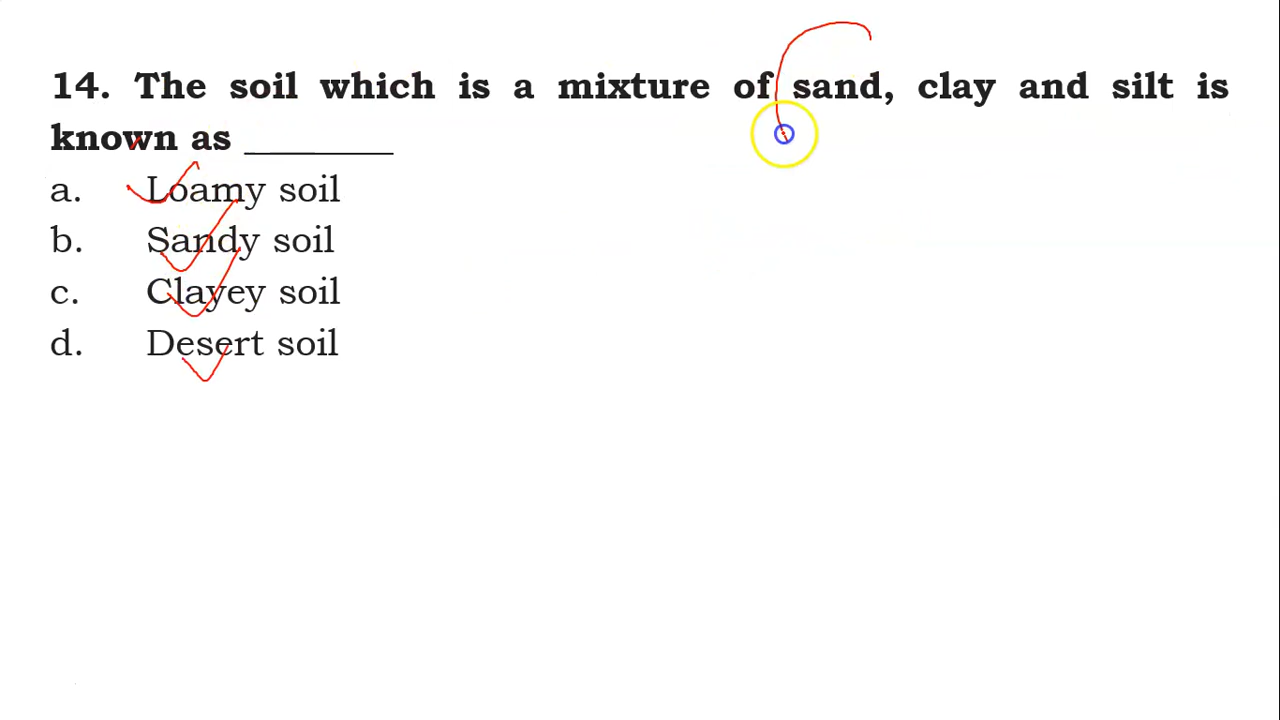 14. The soil which is a mixture of sand, clay and silt is
known as ________
a. Loamy soil
b. Sandy soil
c. Clayey soil
d. Desert soil